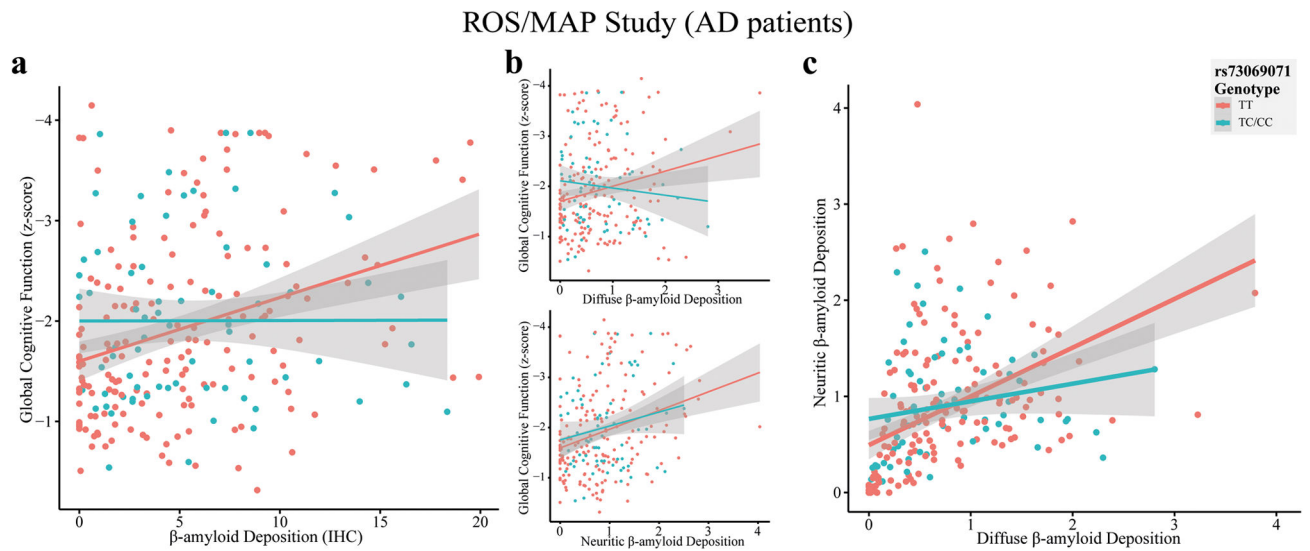 ROS/MAP Study (AD patients)
a
Global Cognitive Function (z-score)
−4
−3
−2
−1
0
5
10
15
20
β-amyloid Deposition (IHC)
b
Global Cognitive Function (z-score)
−4
−3
−2
−1
0
1
2
3
4
Diffuse β-amyloid Deposition
Global Cognitive Function (z-score)
−4
−3
−2
−1
0
1
2
3
4
Neuritic β-amyloid Deposition
c
rs73069071
Genotype
TT
TC/CC
Neuritic β-amyloid Deposition
4
3
2
1
0
0
1
2
3
4
Diffuse β-amyloid Deposition